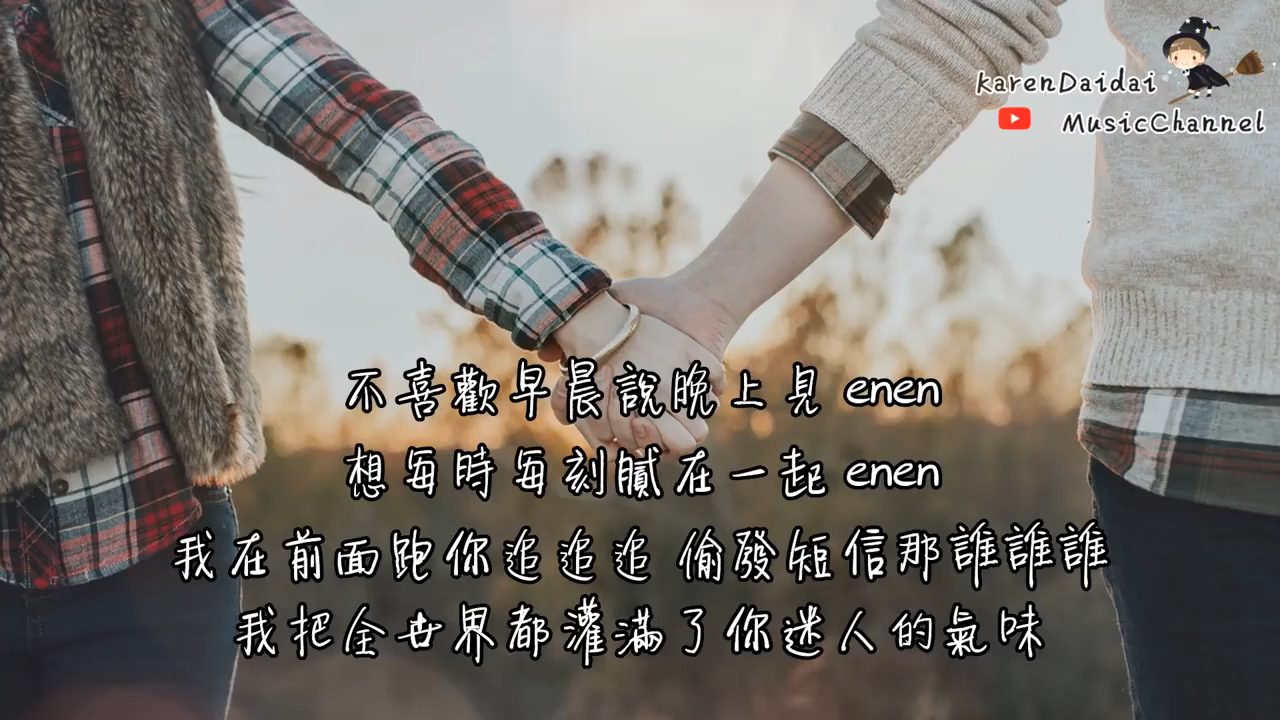 karenDaidai
MusicChannel
不喜歡早晨說晚上見 enen
想每時每刻膩在一起 enen
我在前面跑你追追追 偷發短信那誰誰誰
我把全世界都灌滿了你迷人的氣味